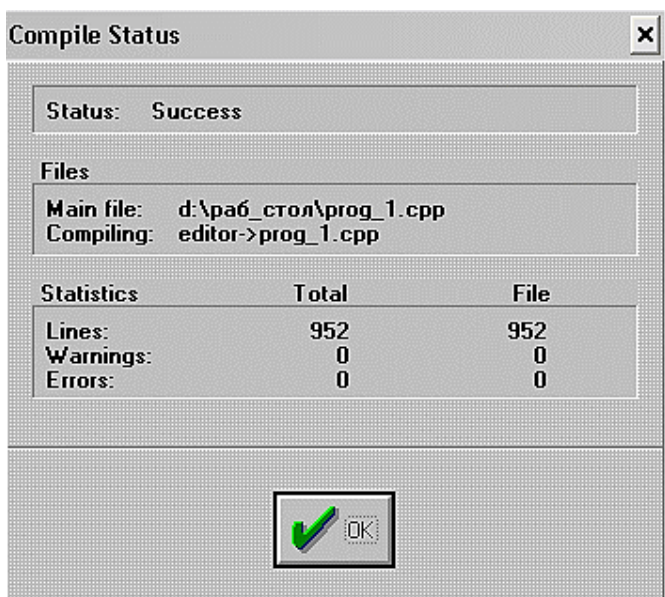 Compile Status
Status: Success
Files
Main file: d:\раб_стол\prog_1.cpp
Compiling: editor->prog_1.cpp
Statistics Total File
Lines: 952 952
Warnings: 0 0
Errors: 0 0
OK